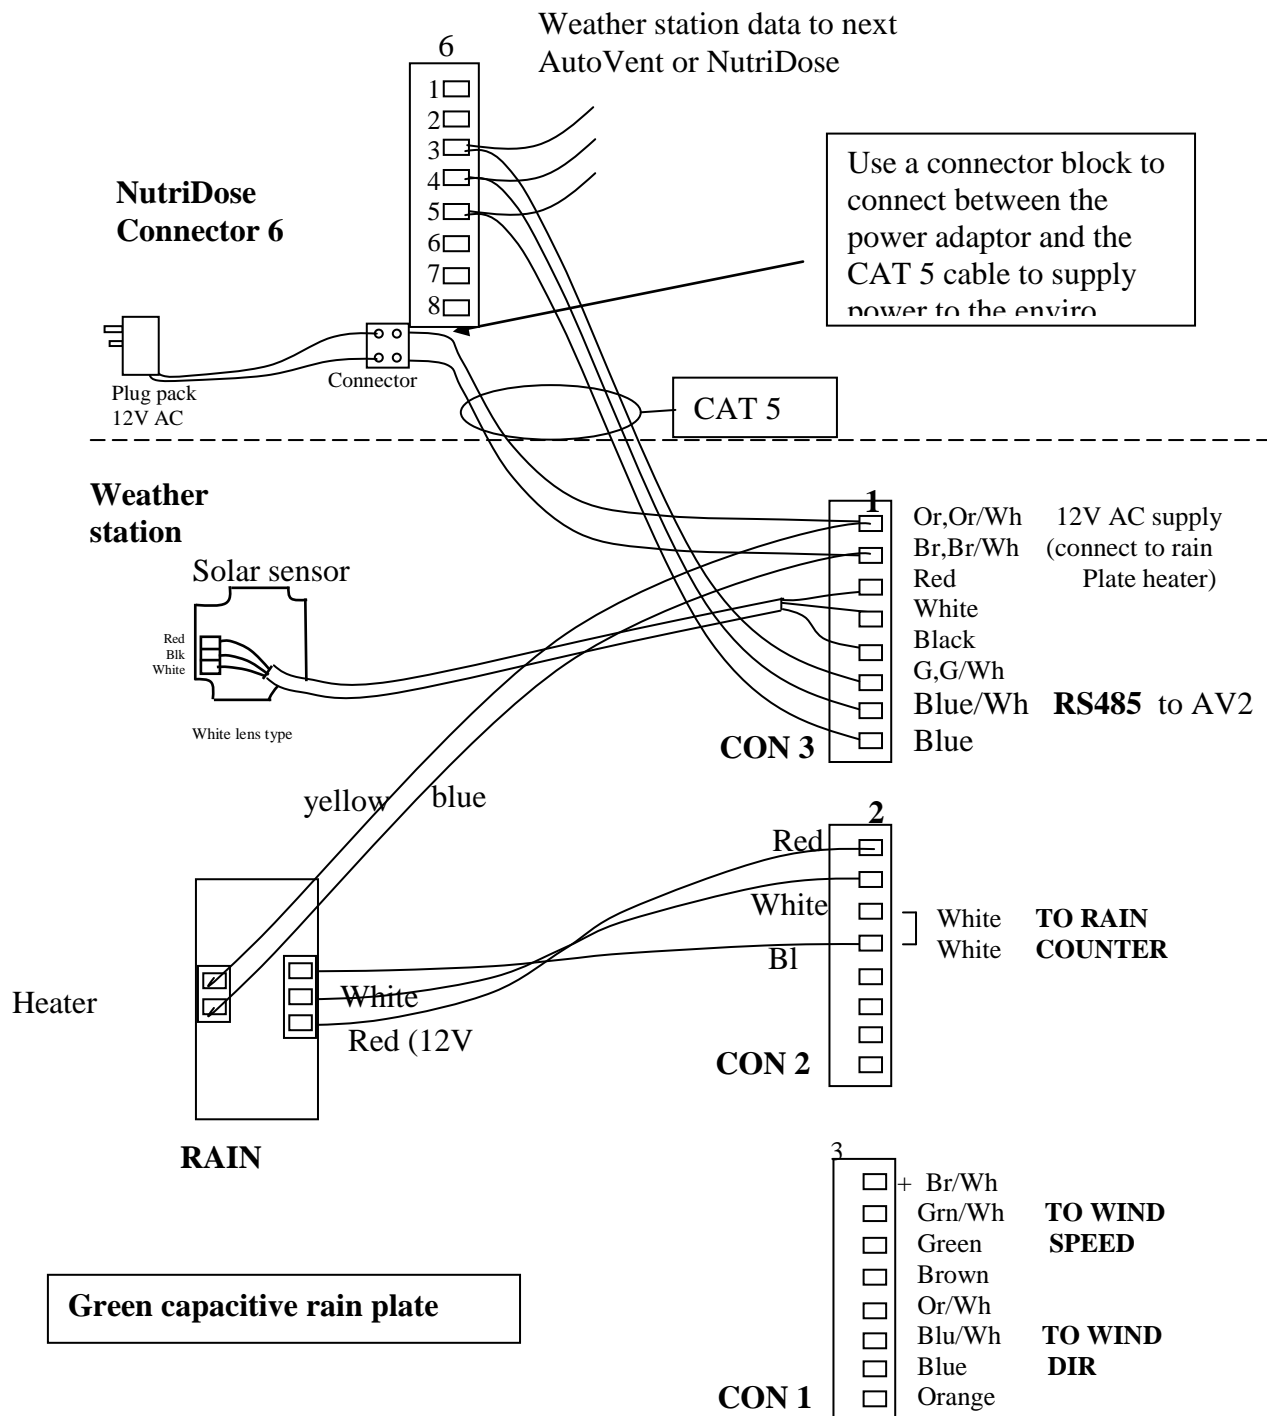 Weather station data to next
AutoVent or NutriDose
6
1
2
3
4
5
6
7
8
NutriDose
Connector 6
Use a connector block to
connect between the
power adaptor and the
CAT 5 cable to supply
power to the enviro
Plug pack
12V AC
Connector
CAT 5
Weather
station
Solar sensor
Red
Blk
White
White lens type
1
Or,Or/Wh 12V AC supply
Br,Br/Wh (connect to rain
Red Plate heater)
White
Black
G,G/Wh
Blue/Wh RS485 to AV2
Blue
CON 3
yellow blue
2
Red
White
Bl
White TO RAIN
White COUNTER
CON 2
Heater
White
Red (12V
RAIN
3
+ Br/Wh
Grn/Wh TO WIND
Green SPEED
Brown
Or/Wh
Blu/Wh TO WIND
Blue DIR
Orange
CON 1
Green capacitive rain plate